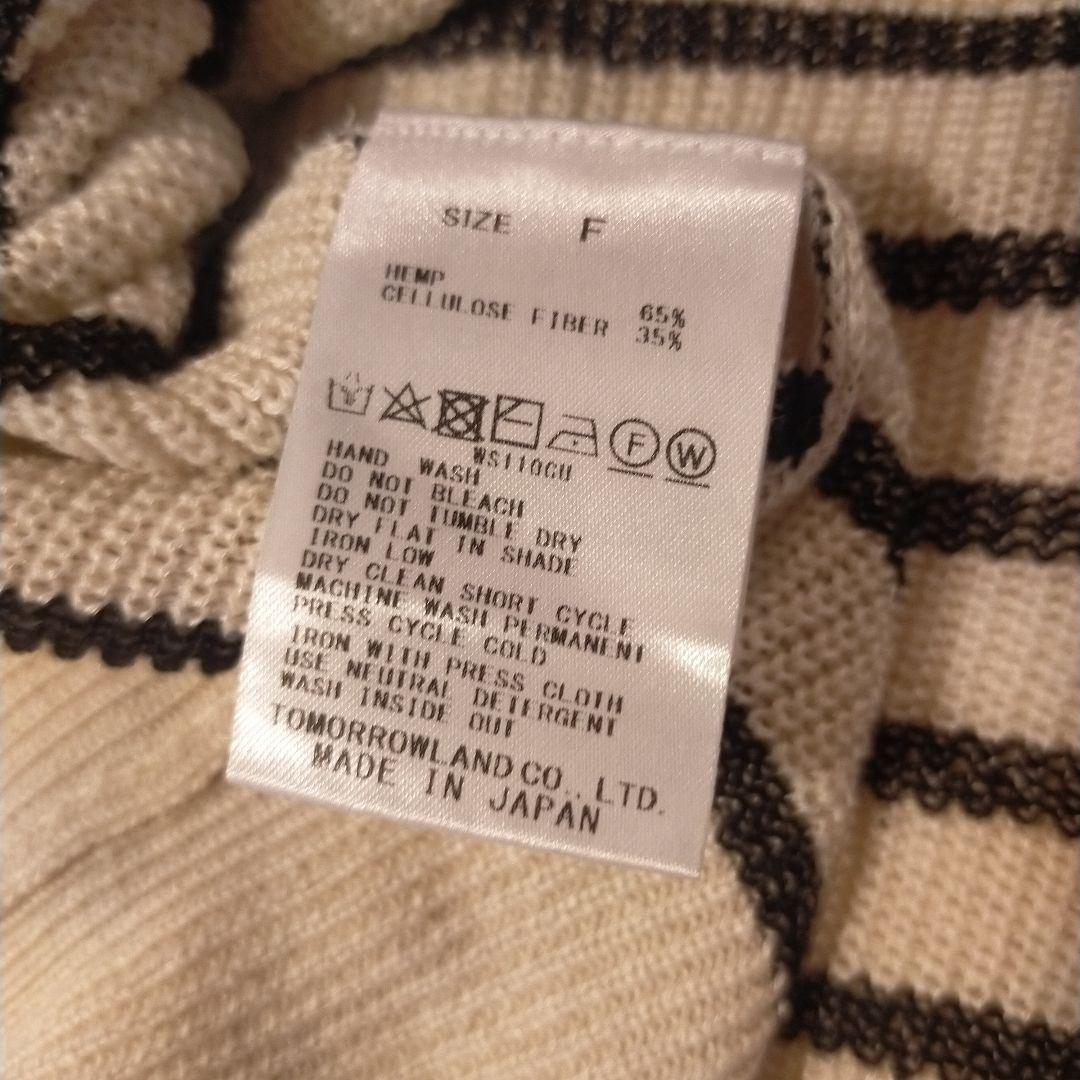 SIZE F
HEMP 65%
CELLULOSE FIBER 35%
F W
WS110GU
HAND WASH
DO NOT BLEACH
DO NOT TUMBLE DRY
DRY FLAT IN SHADE
IRON LOW
DRY CLEAN SHORT CYCLE
MACHINE WASH PERMANENT
PRESS CYCLE COLD
IRON WITH PRESS CLOTH
USE NEUTRAL DETERGENT
WASH INSIDE OUT
TOMORROWLAND CO., LTD.
MADE IN JAPAN